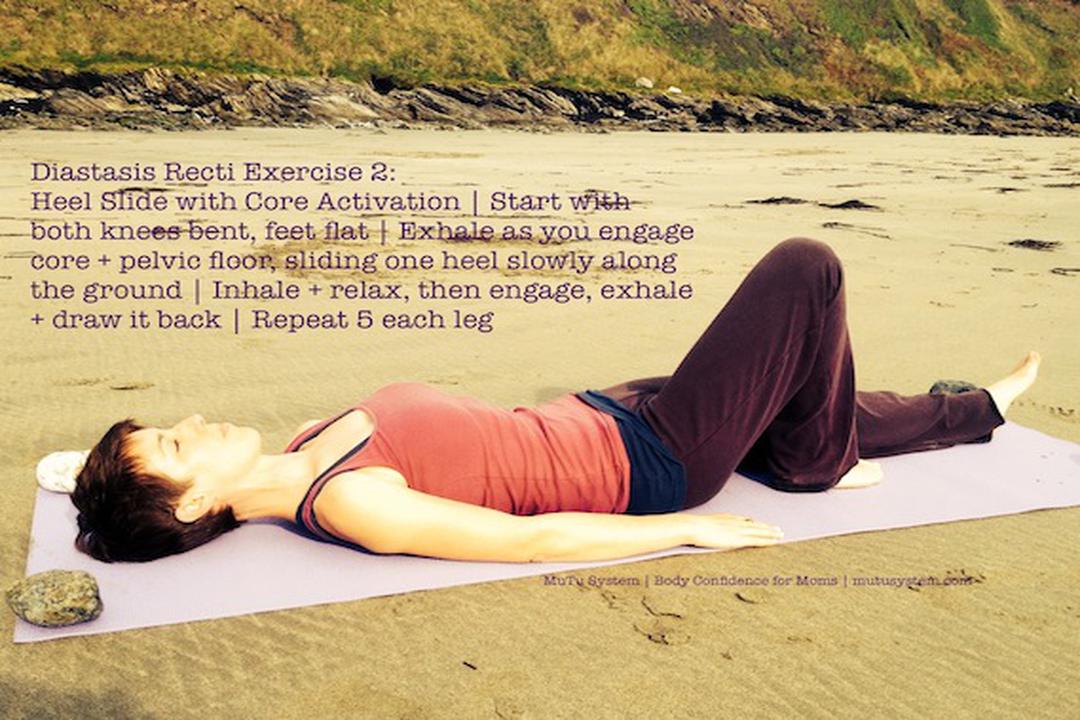 Diastasis Recti Exercise 2:
Heel Slide with Core Activation | Start with
both knees bent, feet flat | Exhale as you engage
core + pelvic floor, sliding one heel slowly along
the ground | Inhale + relax, then engage, exhale
+ draw it back | Repeat 5 each leg
MuTu System | Body Confidence for Moms | mutusystem.com